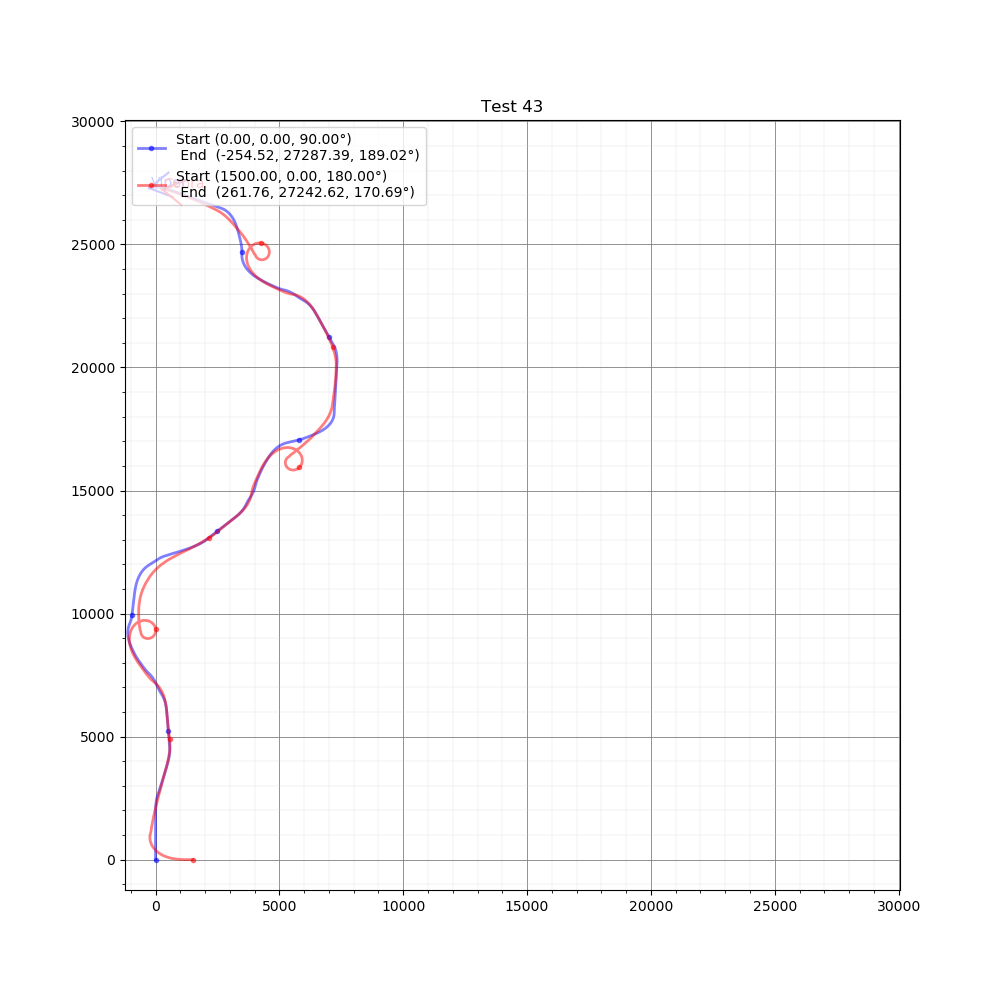 Test 43
30000
25000
20000
15000
10000
5000
0
Start (0.00, 0.00, 90.00°)
End (-254.52, 27287.39, 189.02°)
Start (1500.00, 0.00, 180.00°)
End (261.76, 27242.62, 170.69°)
0 5000 10000 15000 20000 25000 30000